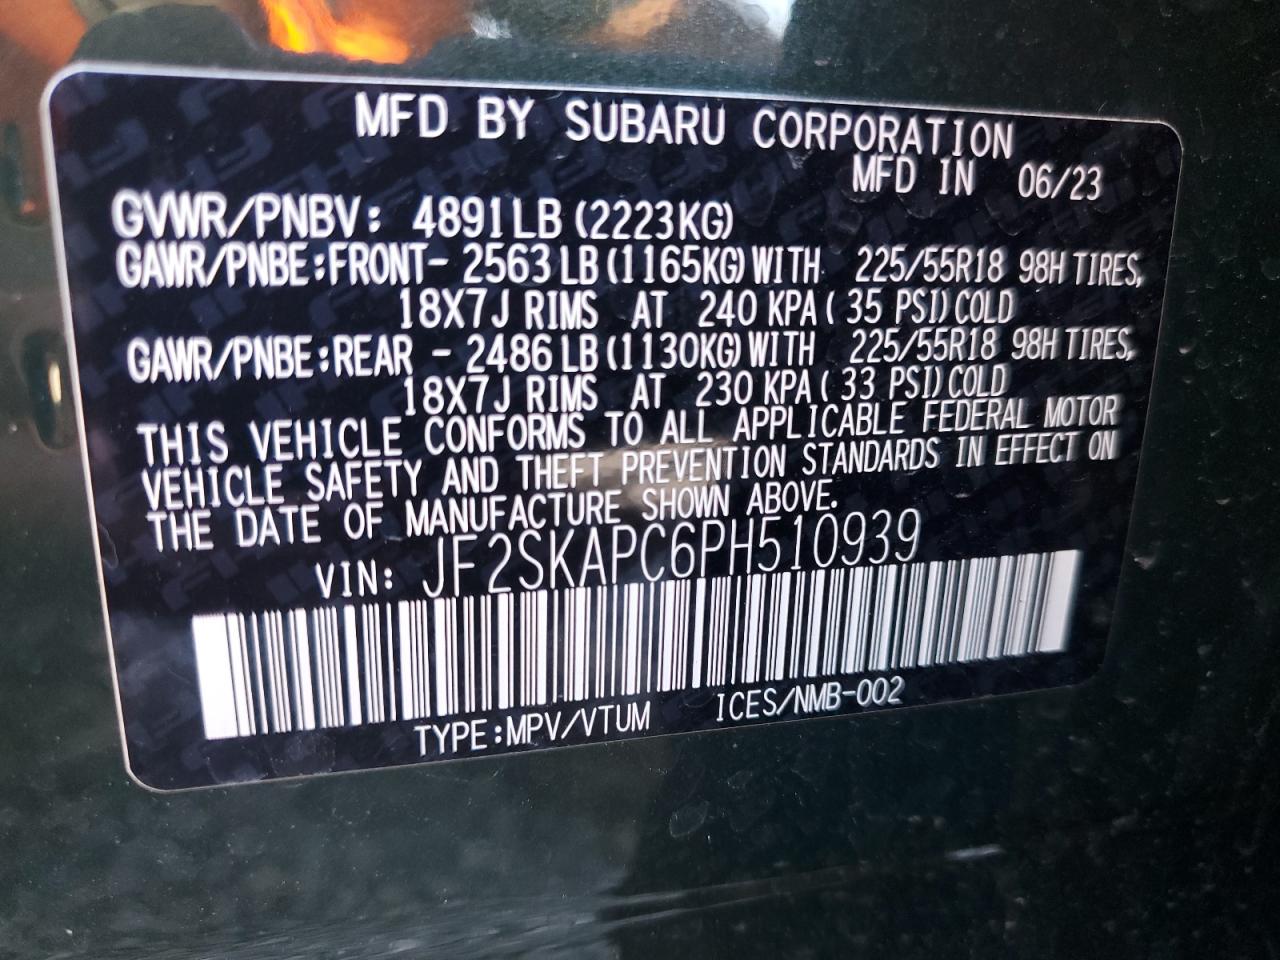 MFD BY SUBARU CORPORATION
MFD IN 06/23
GVWR/PNBV: 4891LB (2223KG)
GAWR/PNBE:FRONT- 2563 LB (1165KG) WITH 225/55R18 98H TIRES,
18X7J RIMS AT 240 KPA ( 35 PSI) COLD
GAWR/PNBE:REAR - 2486 LB (1130KG) WITH 225/55R18 98H TIRES,
18X7J RIMS AT 230 KPA ( 33 PSI) COLD
THIS VEHICLE CONFORMS TO ALL APPLICABLE FEDERAL MOTOR
VEHICLE SAFETY AND THEFT PREVENTION STANDARDS IN EFFECT ON
THE DATE OF MANUFACTURE SHOWN ABOVE.
VIN: JF2SKAPC6PH510939
TYPE:MPV/VTUM ICES/NMB-002